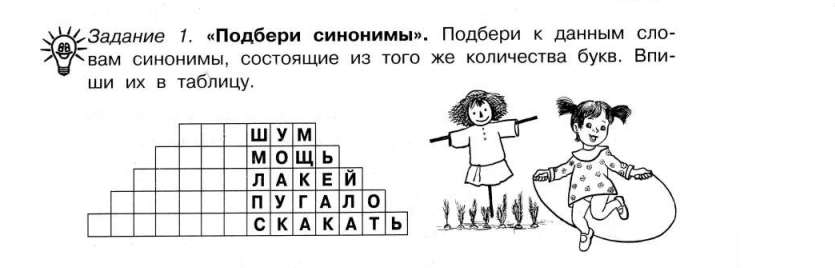 Задание 1. «Подбери синонимы». Подбери к данным сло-
вам синонимы, состоящие из того же количества букв. Впи-
ши их в таблицу.
ШУМ
МОЩЬ
ЛАКЕЙ
ПУГАЛО
СКАКАТЬ